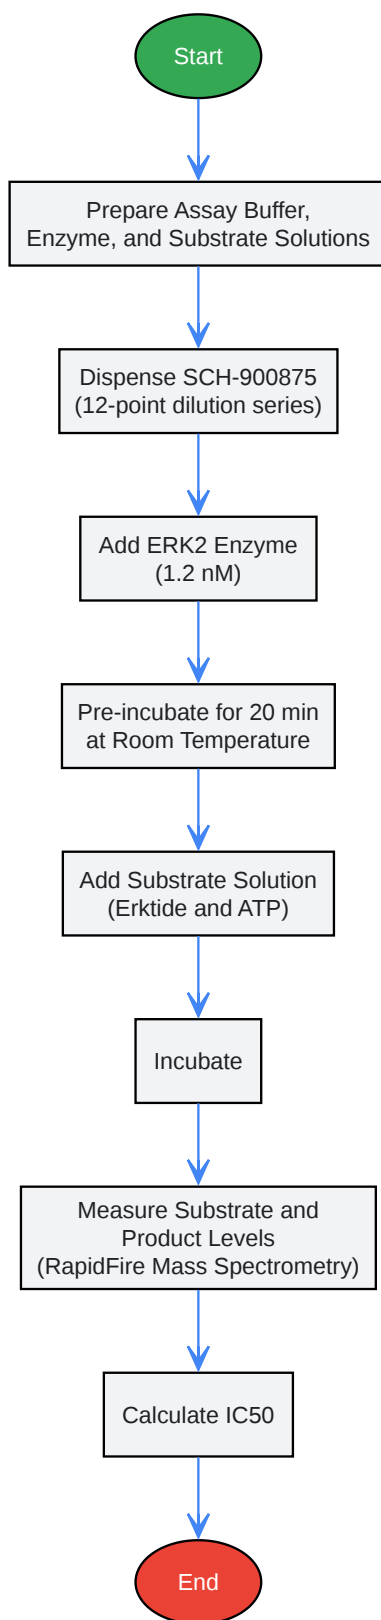 Start
Prepare Assay Buffer,
Enzyme, and Substrate Solutions
Dispense SCH-900875
(12-point dilution series)
Add ERK2 Enzyme
(1.2 nM)
Pre-incubate for 20 min
at Room Temperature
Add Substrate Solution
(Erktide and ATP)
Incubate
Measure Substrate and
Product Levels
(RapidFire Mass Spectrometry)
Calculate IC50
End